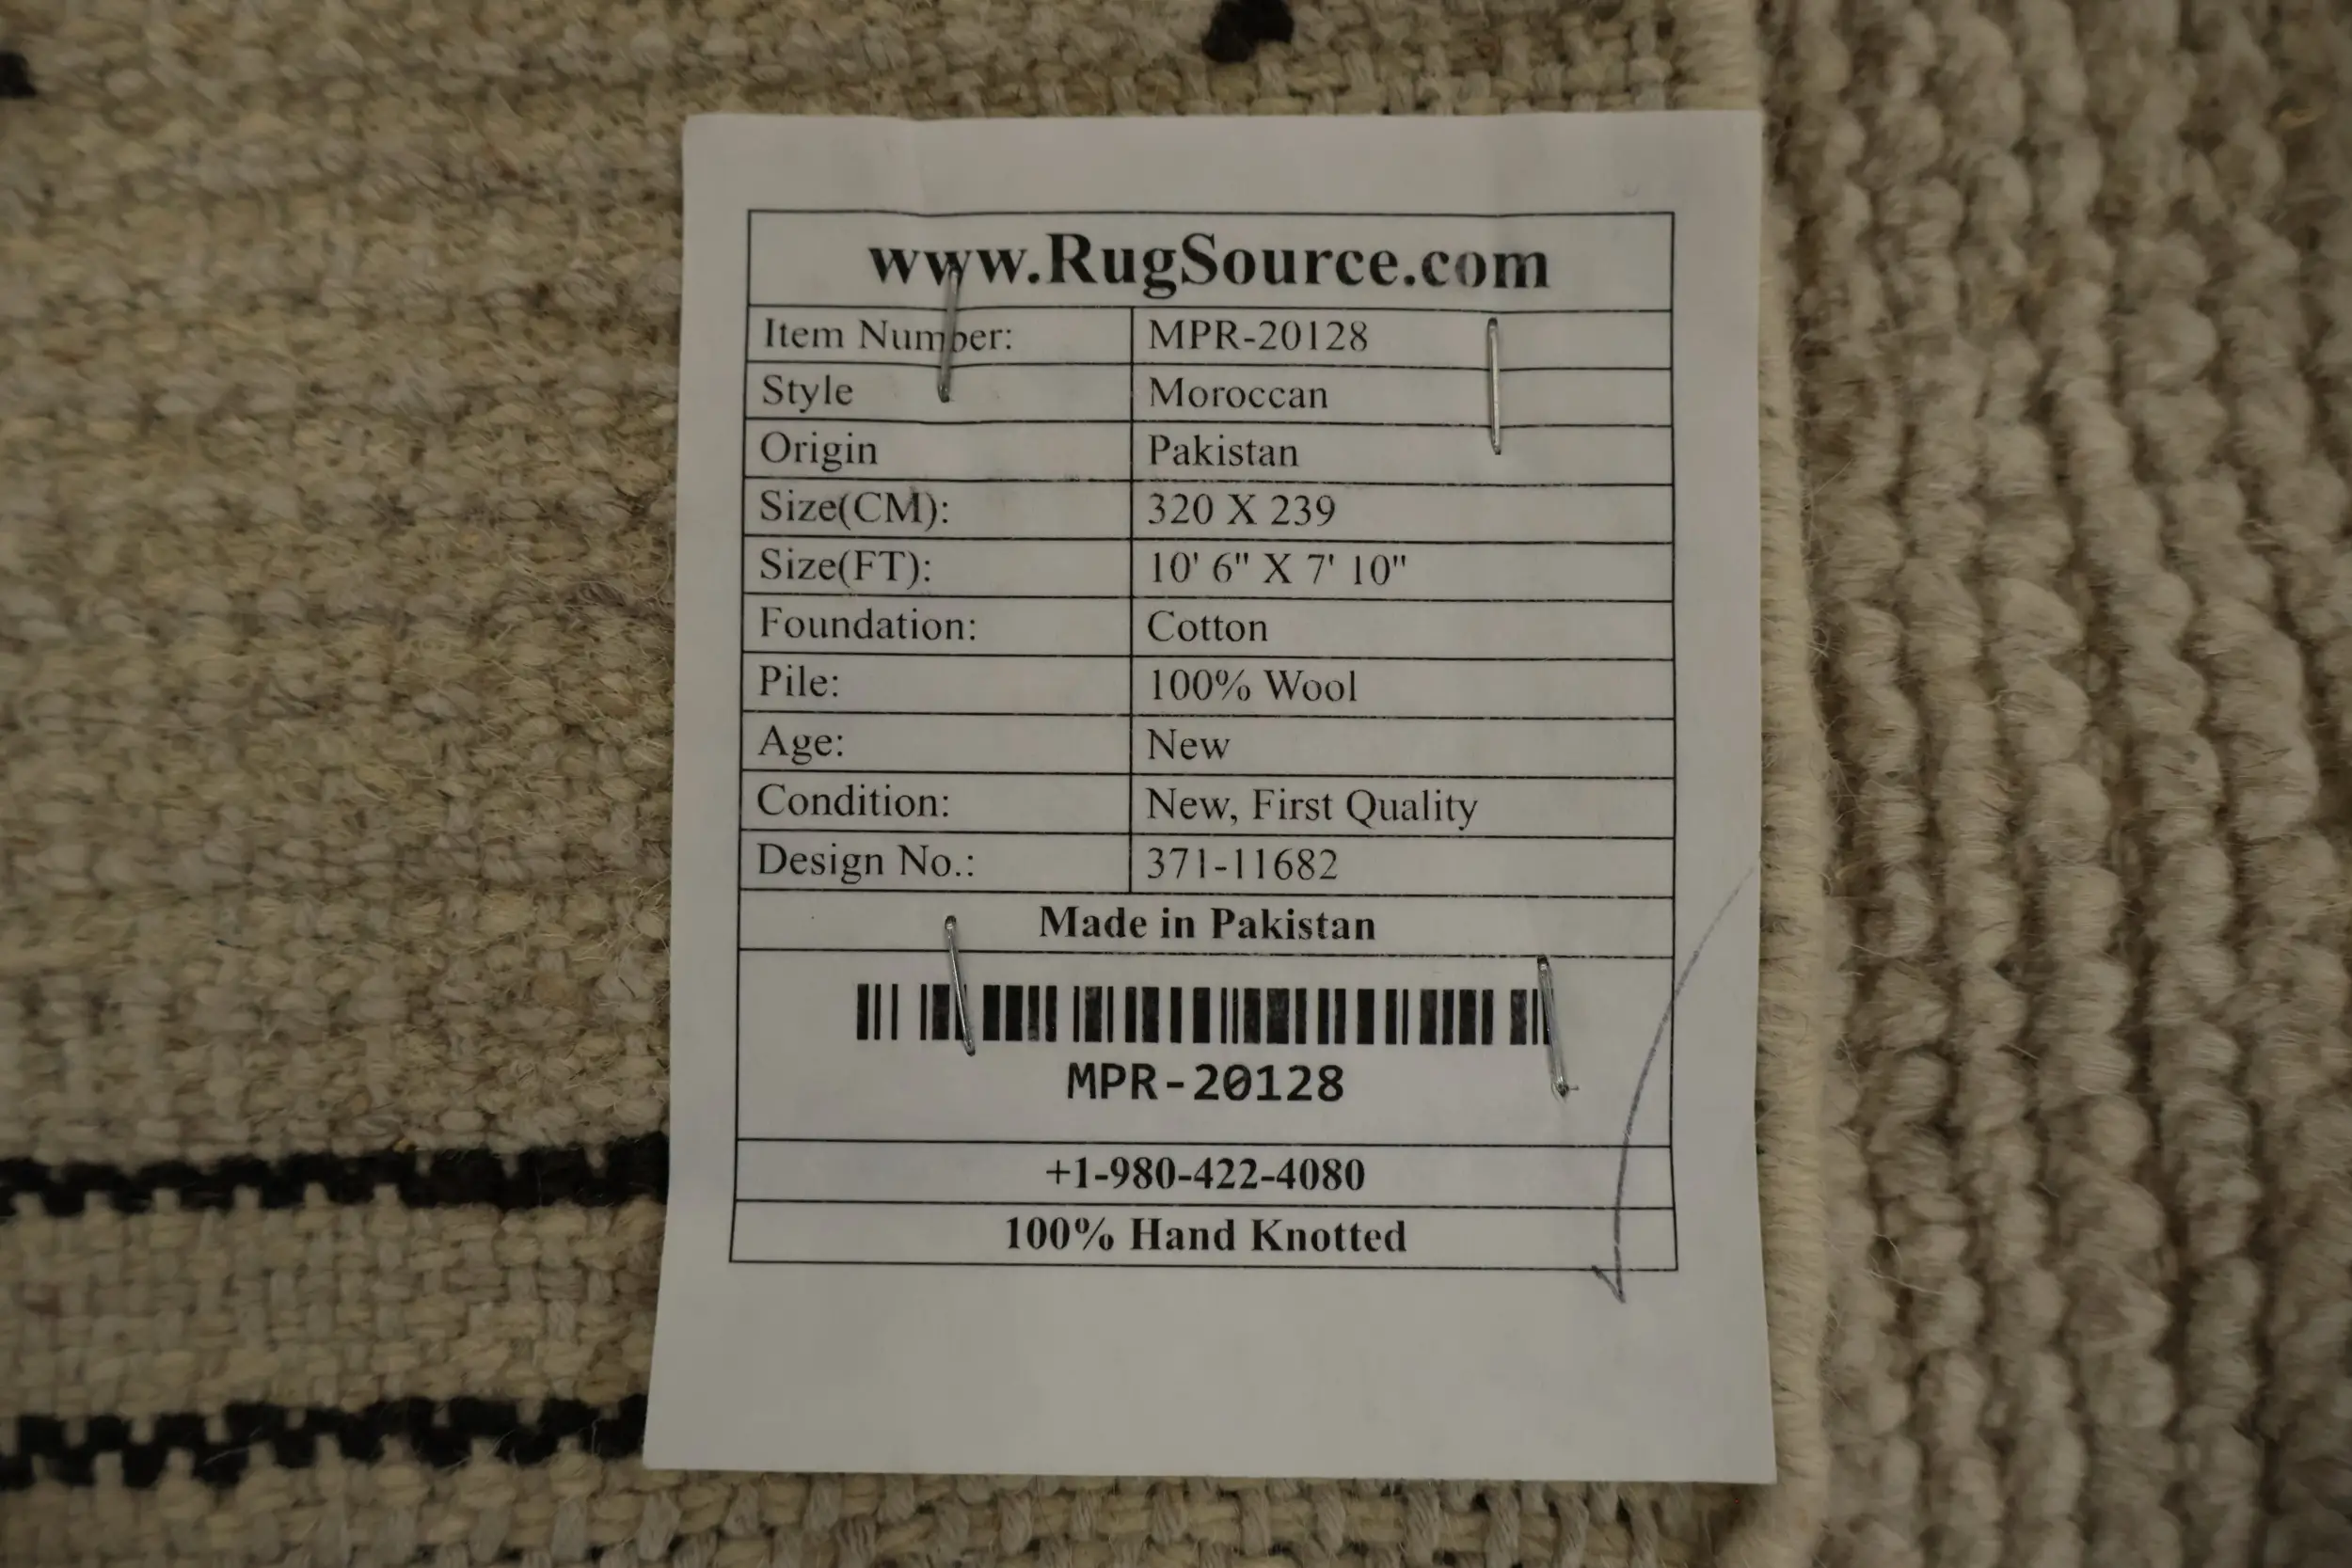 www.RugSource.com
Item Number: MPR-20128
Style Moroccan
Origin Pakistan
Size(CM): 320 X 239
Size(FT): 10' 6" X 7' 10"
Foundation: Cotton
Pile: 100% Wool
Age: New
Condition: New, First Quality
Design No.: 371-11682
Made in Pakistan
MPR-20128
+1-980-422-4080
100% Hand Knotted